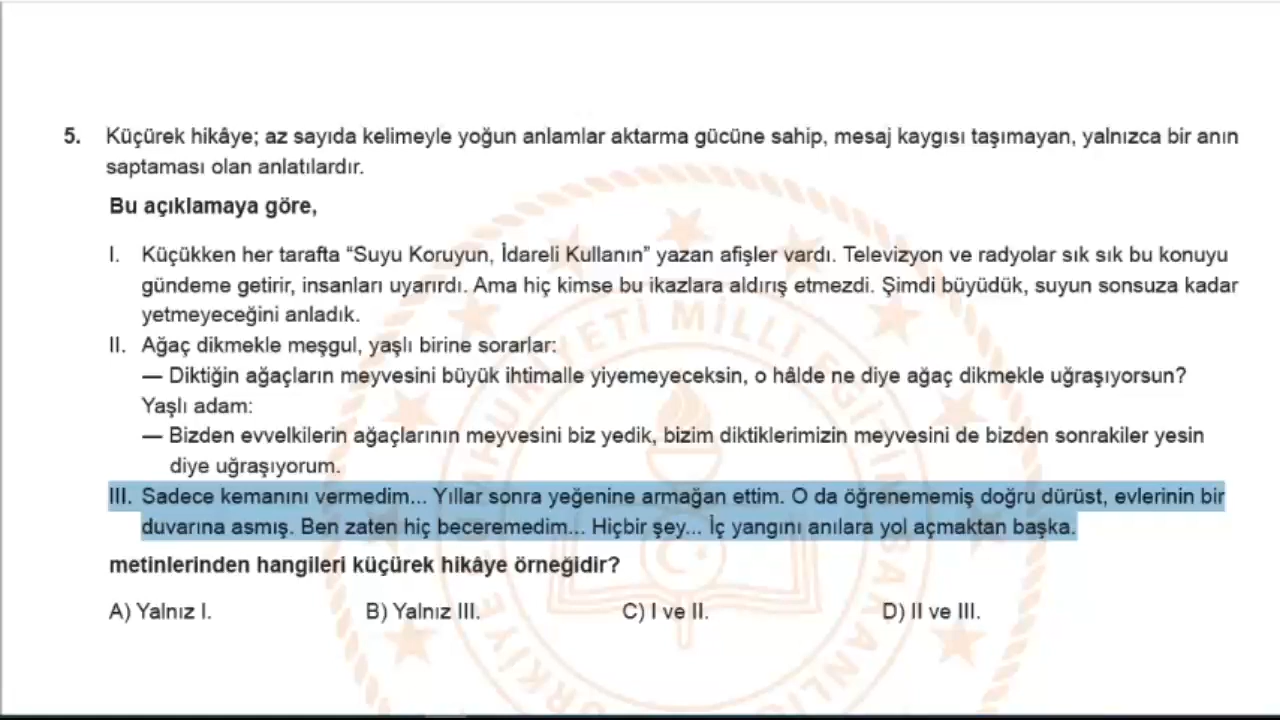 5. Küçürek hikâye; az sayıda kelimeyle yoğun anlamlar aktarma gücüne sahip, mesaj kaygısı taşımayan, yalnızca bir anın
saptaması olan anlatılardır.
Bu açıklamaya göre,
I. Küçükken her tarafta “Suyu Koruyun, İdareli Kullanın” yazan afişler vardı. Televizyon ve radyolar sık sık bu konuyu
gündeme getirir, insanları uyarırdı. Ama hiç kimse bu ikazlara aldırış etmezdi. Şimdi büyüdük, suyun sonsuza kadar
yetmeyeceğini anladık.
II. Ağaç dikmekle meşgul, yaşlı birine sorarlar:
— Diktiğin ağaçların meyvesini büyük ihtimalle yiyemeyeceksin, o hâlde ne diye ağaç dikmekle uğraşıyorsun?
Yaşlı adam:
— Bizden evvelkilerin ağaçlarının meyvesini biz yedik, bizim diktiklerimizin meyvesini de bizden sonrakiler yesin
diye uğraşıyorum.
III. Sadece kemanını vermedim... Yıllar sonra yeğenine armağan ettim. O da öğrenememiş doğru dürüst, evlerinin bir
duvarına asmış. Ben zaten hiç beceremedim... Hiçbir şey... İç yangını anılara yol açmaktan başka.
metinlerinden hangileri küçürek hikâye örneğidir?
A) Yalnız I. B) Yalnız III. C) I ve II. D) II ve III.